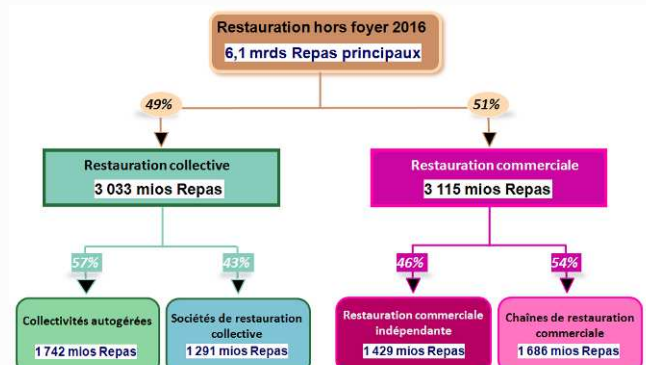 Restauration hors foyer 2016
6,1 mrds Repas principaux
49%
51%
Restauration collective
3 033 mios Repas
Restauration commerciale
3 115 mios Repas
57%
43%
46%
54%
Collectivités autogérées
1 742 mios Repas
Sociétés de restauration
collective
1 291 mios Repas
Restauration commerciale
indépendante
1 429 mios Repas
Chaînes de restauration
commerciale
1 686 mios Repas